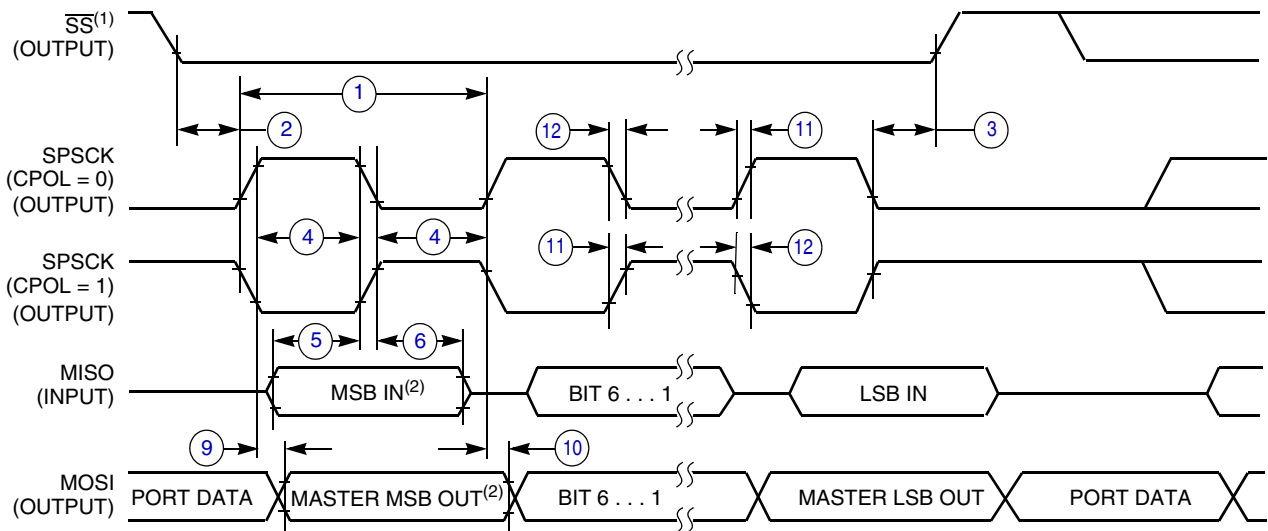 SS(1)
(OUTPUT)
1
2
12
11
3
SPSCK
(CPOL = 0)
(OUTPUT)
4
4
11
12
SPSCK
(CPOL = 1)
(OUTPUT)
5
6
MISO
(INPUT)
MSB IN(2)
BIT 6 . . . 1
LSB IN
9
10
MOSI
(OUTPUT)
PORT DATA
MASTER MSB OUT(2)
BIT 6 . . . 1
MASTER LSB OUT
PORT DATA